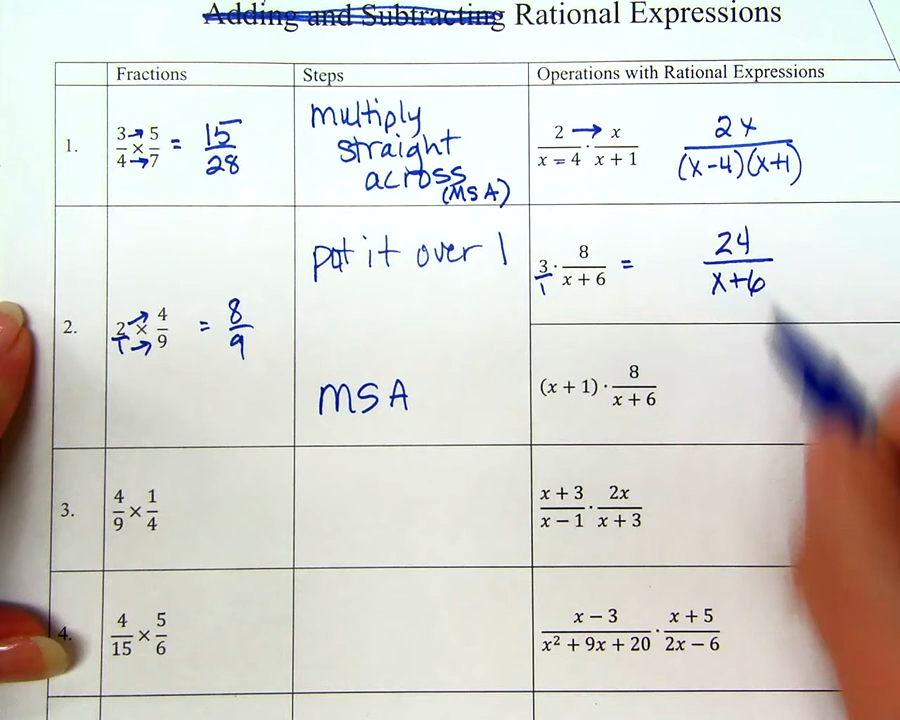 Adding and Subtracting Rational Expressions
Fractions Steps Operations with Rational Expressions
1. 3/4 × 5/7 = 15/28
multiply
straight
across
(MSA)
2/(x = 4) · x/(x + 1) 2x/((x-4)(x+1))
2. 2/1 × 4/9 = 8/9
put it over 1
MSA
3/1 · 8/(x + 6) = 24/(x+6)
(x + 1) · 8/(x + 6)
3. 4/9 × 1/4
(x + 3)/(x − 1) · 2x/(x + 3)
4. 4/15 × 5/6
(x − 3)/(x² + 9x + 20) · (x + 5)/(2x − 6)